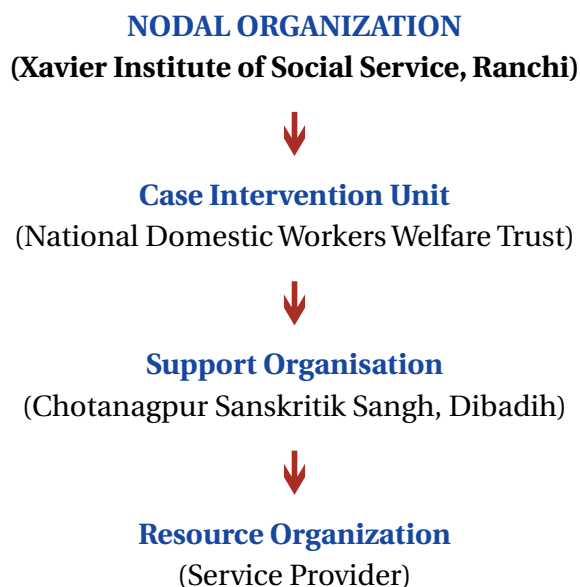 NODAL ORGANIZATION
(Xavier Institute of Social Service, Ranchi)
Case Intervention Unit
(National Domestic Workers Welfare Trust)
Support Organisation
(Chotanagpur Sanskritik Sangh, Dibadih)
Resource Organization
(Service Provider)